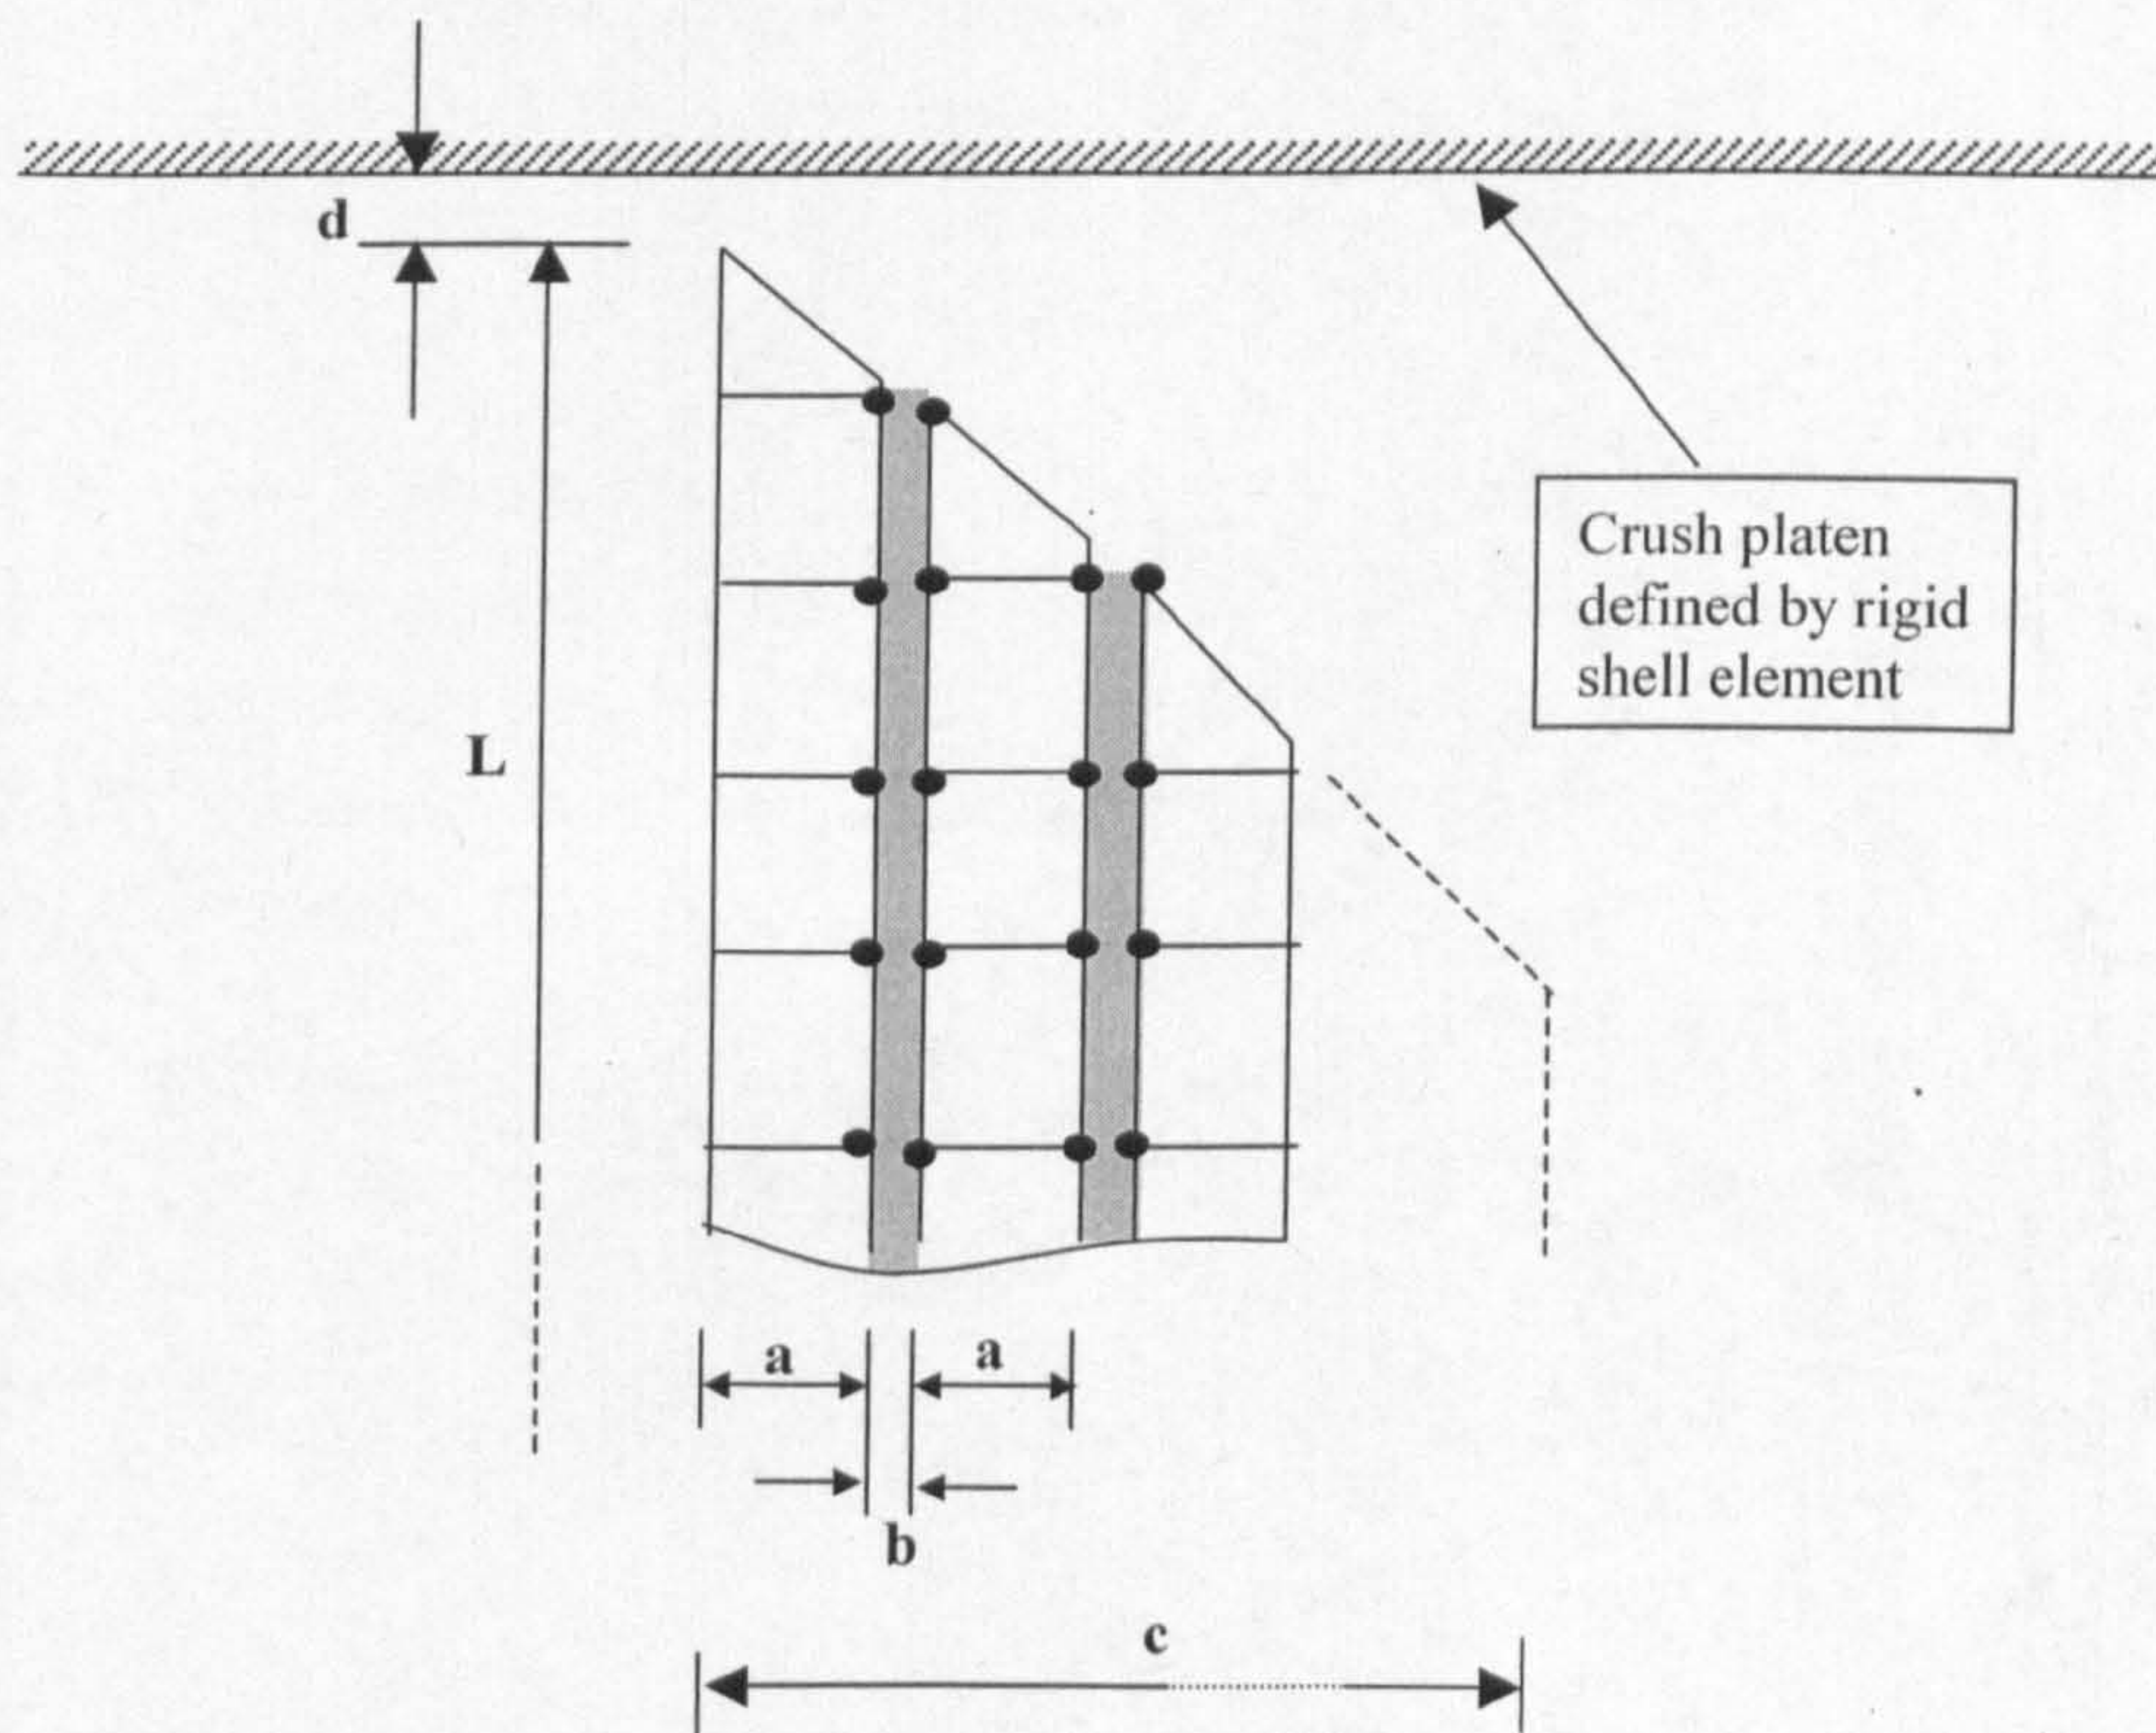 d
L
Crush platen
defined by rigid
shell element
a
a
b
c